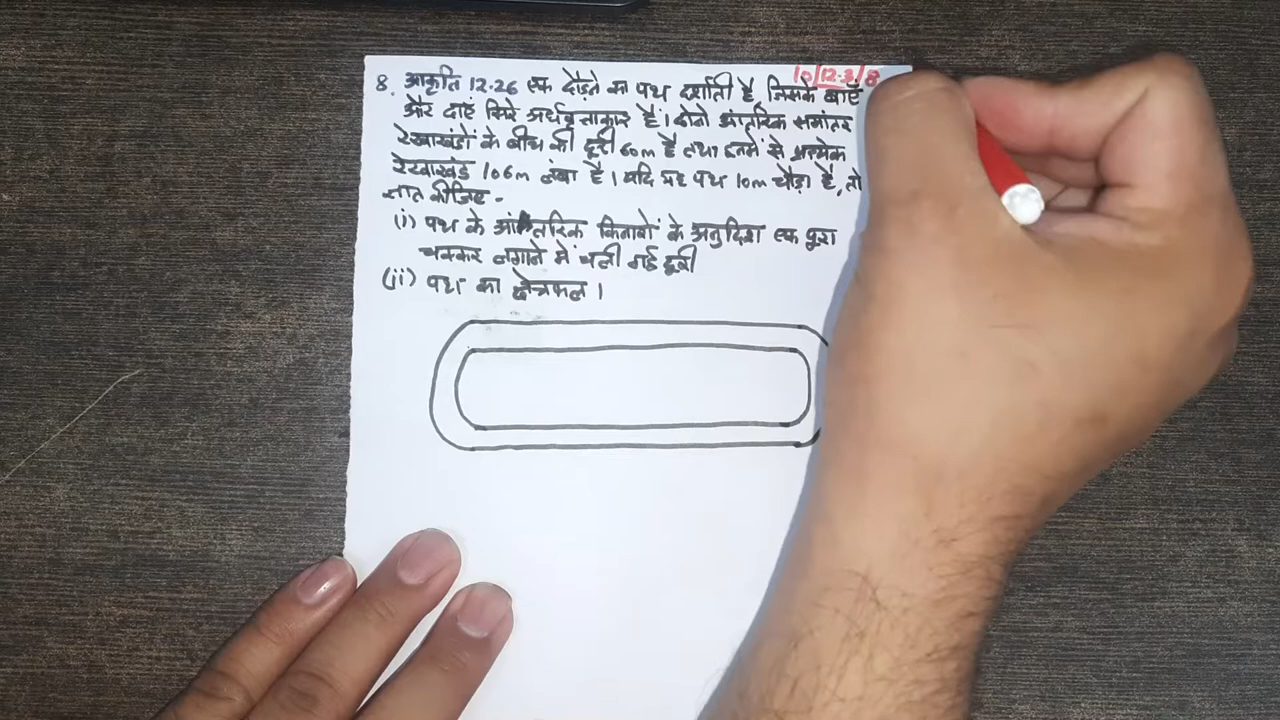 10/12.3/8
8. आकृति 12.26 एक दौड़ने का पथ दर्शाती है, जिसके बाएँ
और दाएँ सिरे अर्धवृत्ताकार हैं। दोनों आंतरिक समांतर
रेखाखंडों के बीच की दूरी 60m है तथा इनमें से प्रत्येक
रेखाखंड 106m लंबा है। यदि यह पथ 10m चौड़ा है, तो
ज्ञात कीजिए -
(i) पथ के आंतरिक किनारों के अनुदिश एक पूरा
चक्कर लगाने में चली गई दूरी
(ii) पथ का क्षेत्रफल।